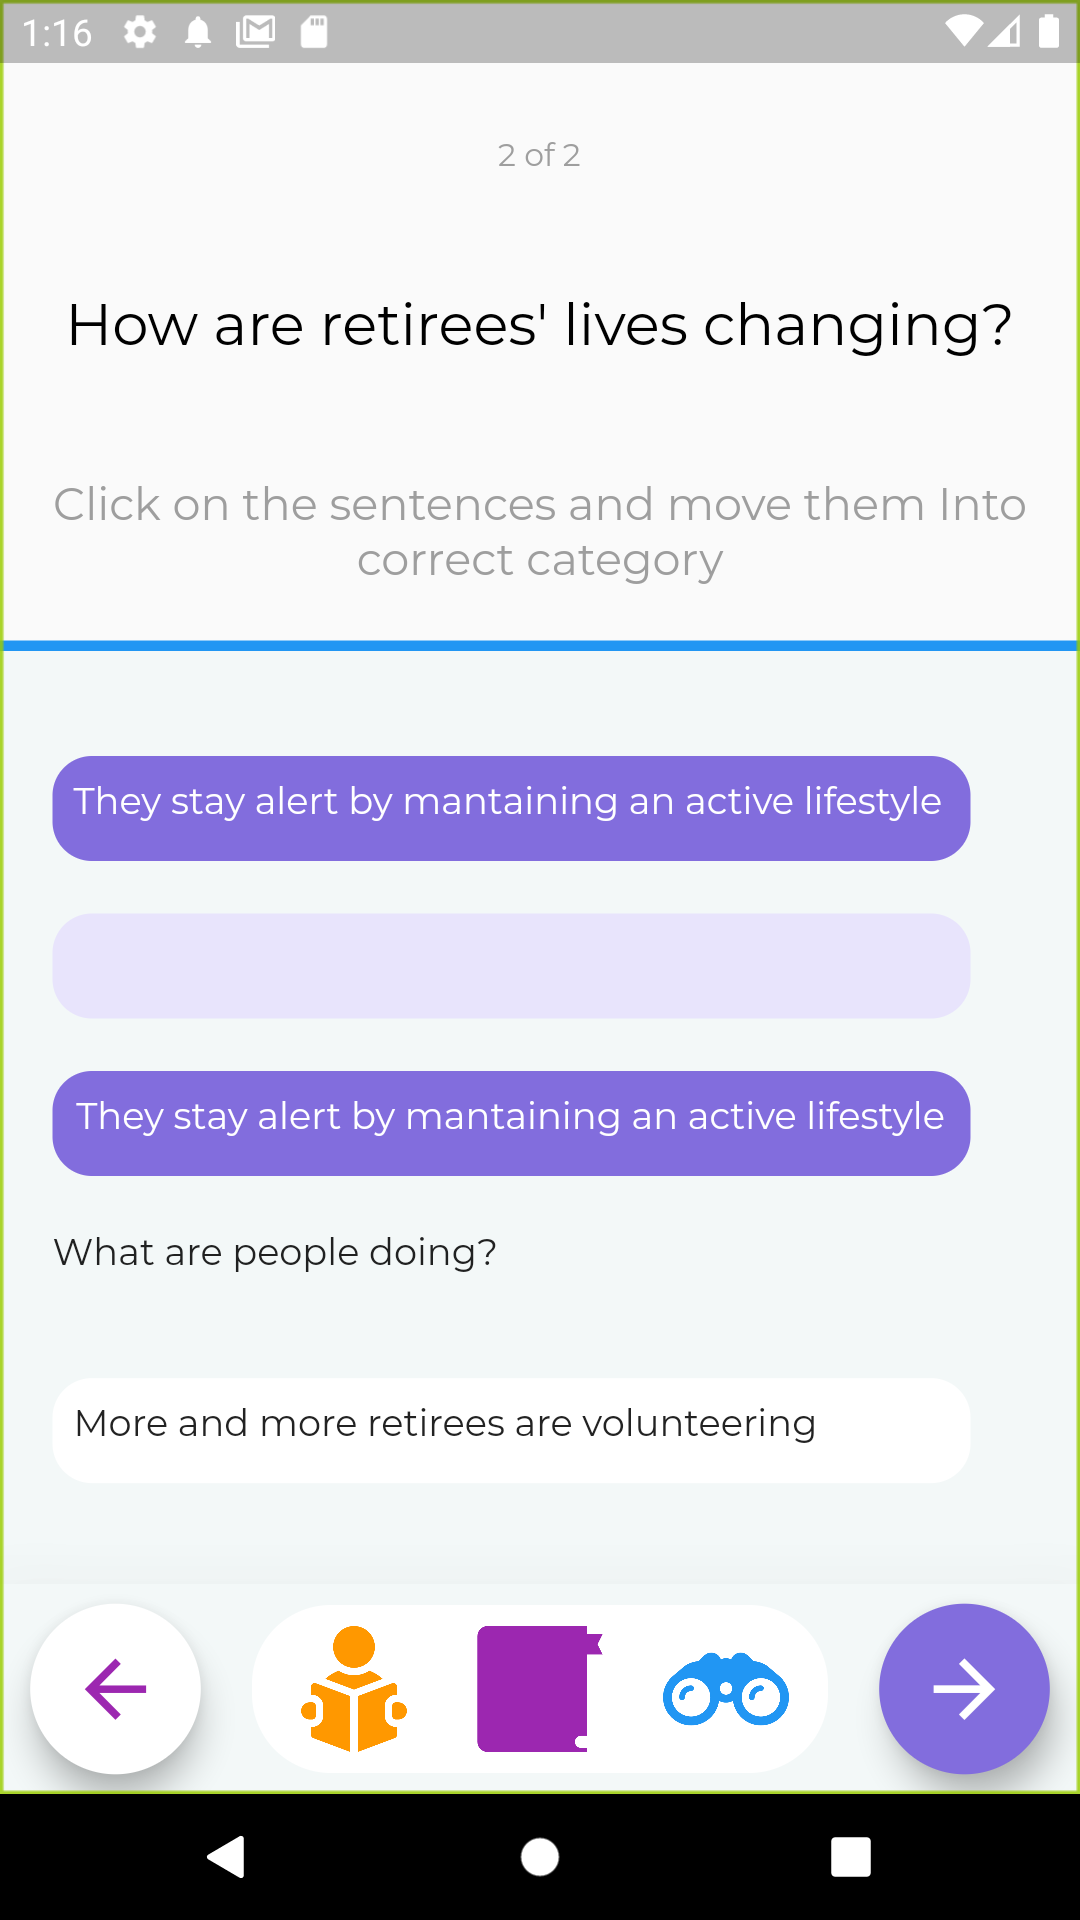 1:16
2 of 2
How are retirees' lives changing?
Click on the sentences and move them Into
correct category
They stay alert by mantaining an active lifestyle
They stay alert by mantaining an active lifestyle
What are people doing?
More and more retirees are volunteering